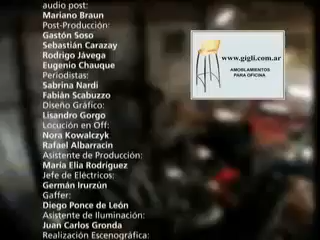 audio post:
Mariano Braun
Post-Producción:
Gastón Soso
Sebastián Carazay
Rodrigo Jávega
Eugenio Chauque
Periodistas:
Sabrina Nardi
Fabián Scabuzzo
Diseño Gráfico:
Lisandro Gorgo
Locución en Off:
Nora Kowalczyk
Rafael Albarracin
Asistente de Producción:
María Elia Rodriguez
Jefe de Eléctricos:
Germán Irurzún
Gaffer:
Diego Ponce de León
Asistente de Iluminación:
Juan Carlos Gronda
Realización Escenográfica:
www.gigli.com.ar
AMOBLAMIENTOS
PARA OFICINA